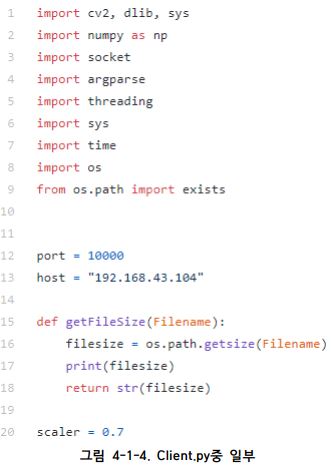 1 import cv2, dlib, sys
2 import numpy as np
3 import socket
4 import argparse
5 import threading
6 import sys
7 import time
8 import os
9 from os.path import exists
10
11
12 port = 10000
13 host = "192.168.43.104"
14
15 def getFileSize(Filename):
16     filesize = os.path.getsize(Filename)
17     print(filesize)
18     return str(filesize)
19
20 scaler = 0.7
그림 4-1-4. Client.py중 일부